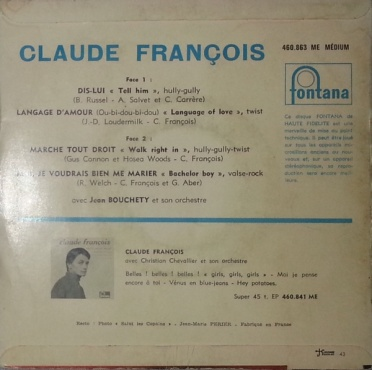 460.863 ME MÉDIUM
CLAUDE FRANÇOIS
fontana
Face 1 :
DIS-LUI « Tell him », hully-gully
(B. Russel - A. Salvet et C. Carrère)
LANGAGE D'AMOUR (Ou-bi-dou-bi-dou) « Language of love », twist
(J.-D. Loudermilk - C. François)
Face 2 :
MARCHE TOUT DROIT « Walk right in », hully-gully-twist
(Gus Cannon et Hosea Woods - C. François)
JE VOUDRAIS BIEN ME MARIER « Bachelor boy », valse-rock
(R. Welch - C. François et G. Aber)
avec Jean BOUCHETY et son orchestre
Ce disque FONTANA de
HAUTE FIDÉLITÉ est une
merveille de mise au point
technique. Il peut être joué
sur tous les appareils
Claude François
CLAUDE FRANÇOIS
avec Christian Chevallier et son orchestre
Belles ! belles ! belles ! « girls, girls, girls » - Moi je pense
encore à toi - Vénus en blue-jeans - Hey potatoes.
Super 45 t. EP 460.841 ME
Recto : Photo - Jean-Marie PERIER - Fabriqué en France